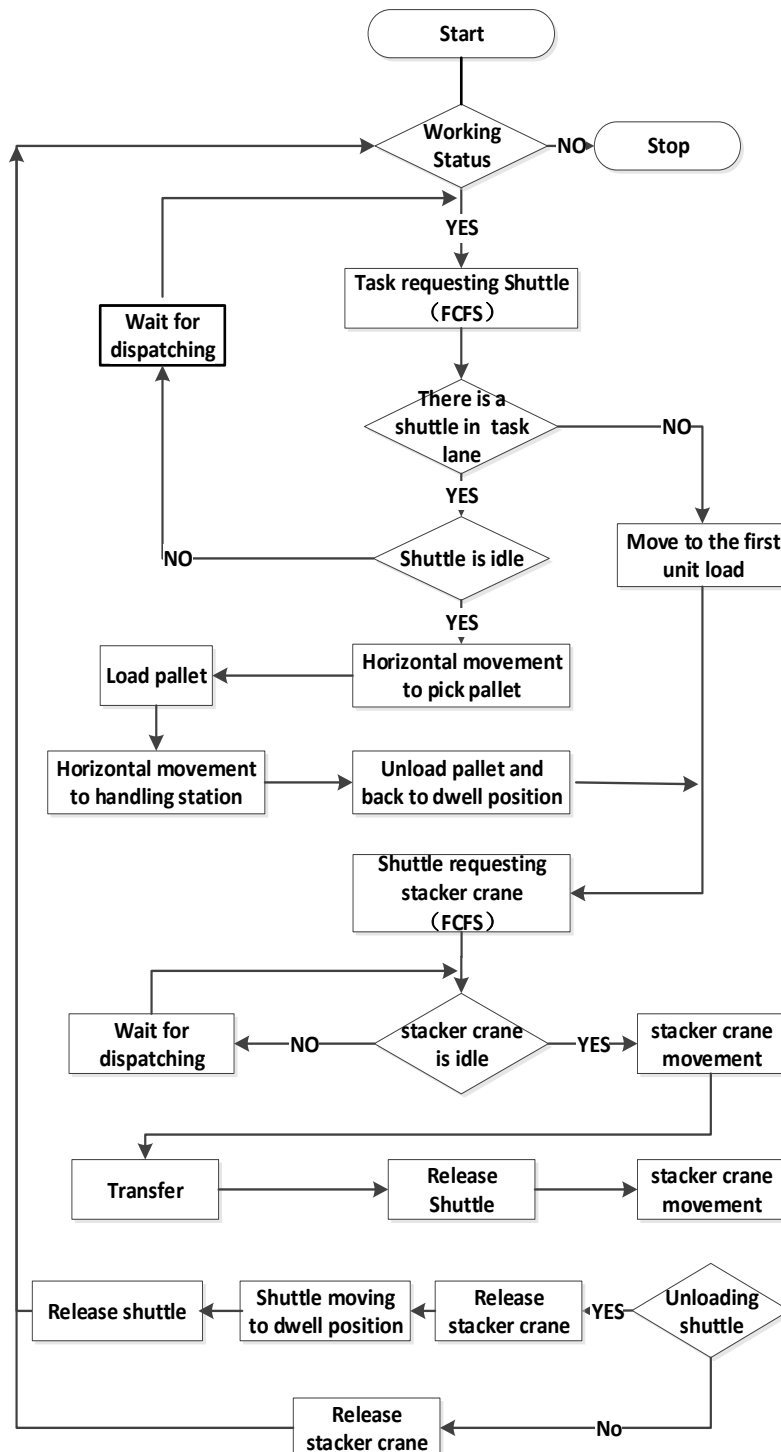 Start
Working
Status
NO
Stop
YES
Task requesting Shuttle
（FCFS）
Wait for
dispatching
There is a
shuttle in task
lane
NO
YES
NO
Shuttle is idle
Move to the first
unit load
YES
Load pallet
Horizontal movement
to pick pallet
Horizontal movement
to handling station
Unload pallet and
back to dwell position
Shuttle requesting
stacker crane
（FCFS）
Wait for
dispatching
NO
stacker crane
is idle
YES
stacker crane
movement
Transfer
Release
Shuttle
stacker crane
movement
Release shuttle
Shuttle moving
to dwell position
Release
stacker crane
YES
Unloading
shuttle
Release
stacker crane
No